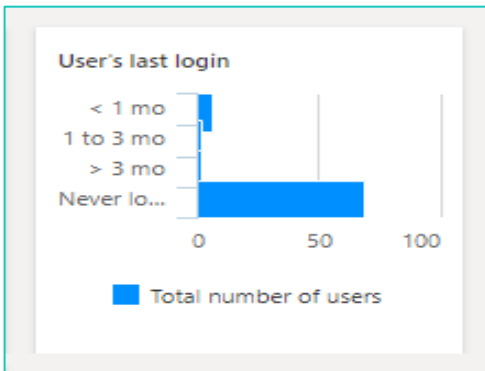 User's last login
< 1 mo
1 to 3 mo
> 3 mo
Never lo...
0 50 100
Total number of users